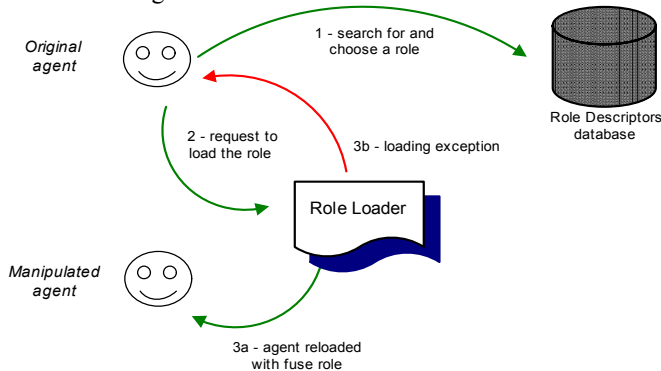 Original
agent
1 - search for and
choose a role
Role Descriptors
database
2 - request to
load the role
3b - loading exception
Role Loader
Manipulated
agent
3a - agent reloaded
with fuse role